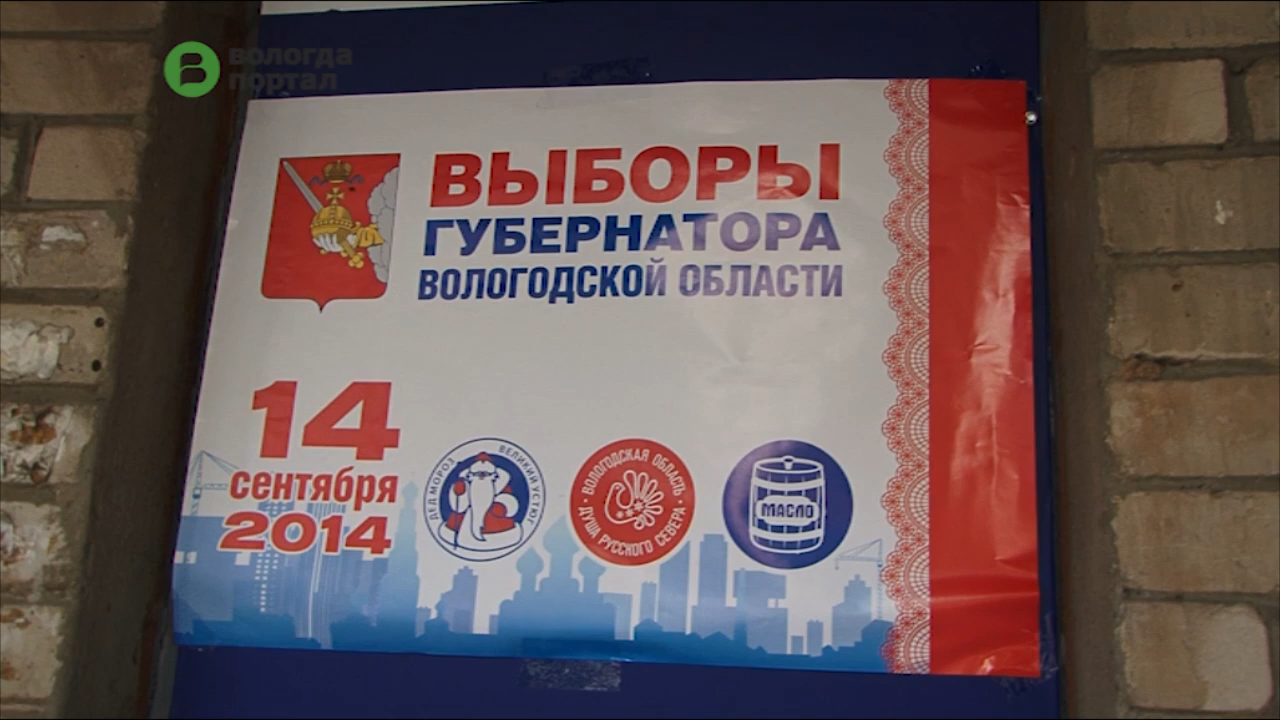 вологда
портал
ВЫБОРЫ
ГУБЕРНАТОРА
ВОЛОГОДСКОЙ ОБЛАСТИ
14
сентября
2014
ДЕД МОРОЗ ВЕЛИКИЙ УСТЮГ
ВОЛОГОДСКАЯ ОБЛАСТЬ
ДУША РУССКОГО СЕВЕРА
МАСЛО